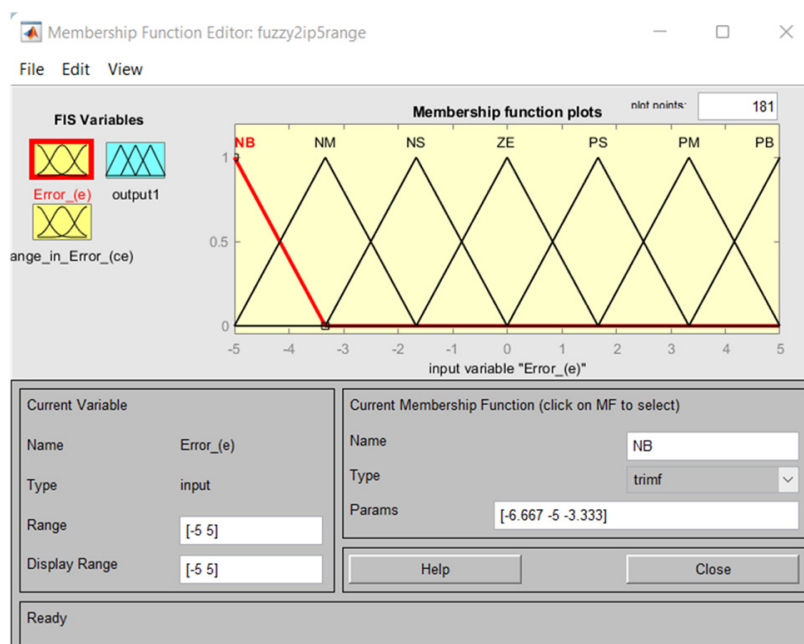 Membership Function Editor: fuzzy2ip5range
File Edit View
FIS Variables
Membership function plots
plot points:
181
NB NM NS ZE PS PM PB
1
0.5
0
-5 -4 -3 -2 -1 0 1 2 3 4 5
input variable "Error_(e)"
Error_(e) output1
ange_in_Error_(ce)
Current Variable
Name Error_(e)
Type input
Range [-5 5]
Display Range [-5 5]
Current Membership Function (click on MF to select)
Name NB
Type trimf
Params [-6.667 -5 -3.333]
Help Close
Ready